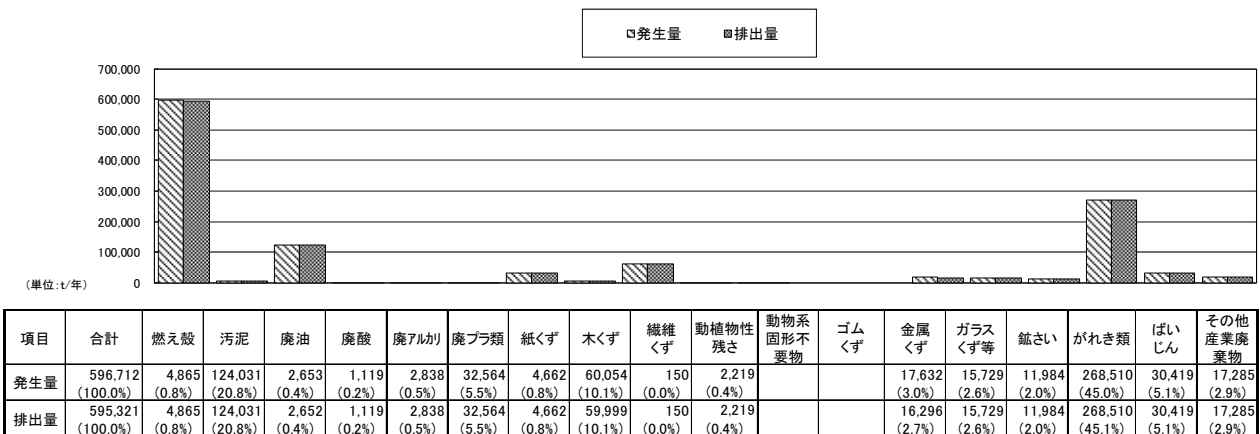 発生量 排出量
700,000
600,000
500,000
400,000
300,000
200,000
100,000
0
(単位:t/年)
項目 合計 燃え殻 汚泥 廃油 廃酸 廃アルカリ 廃プラ類 紙くず 木くず 繊維くず 動植物性残さ 動物系固形不要物 ゴムくず 金属くず ガラスくず等 鉱さい がれき類 ばいじん その他産業廃棄物
発生量 596,712 4,865 124,031 2,653 1,119 2,838 32,564 4,662 60,054 150 2,219 17,632 15,729 11,984 268,510 30,419 17,285
(100.0%) (0.8%) (20.8%) (0.4%) (0.2%) (0.5%) (5.5%) (0.8%) (10.1%) (0.0%) (0.4%) (3.0%) (2.6%) (2.0%) (45.0%) (5.1%) (2.9%)
排出量 595,321 4,865 124,031 2,652 1,119 2,838 32,564 4,662 59,999 150 2,219 16,296 15,729 11,984 268,510 30,419 17,285
(100.0%) (0.8%) (20.8%) (0.4%) (0.2%) (0.5%) (5.5%) (0.8%) (10.1%) (0.0%) (0.4%) (2.7%) (2.6%) (2.0%) (45.1%) (5.1%) (2.9%)